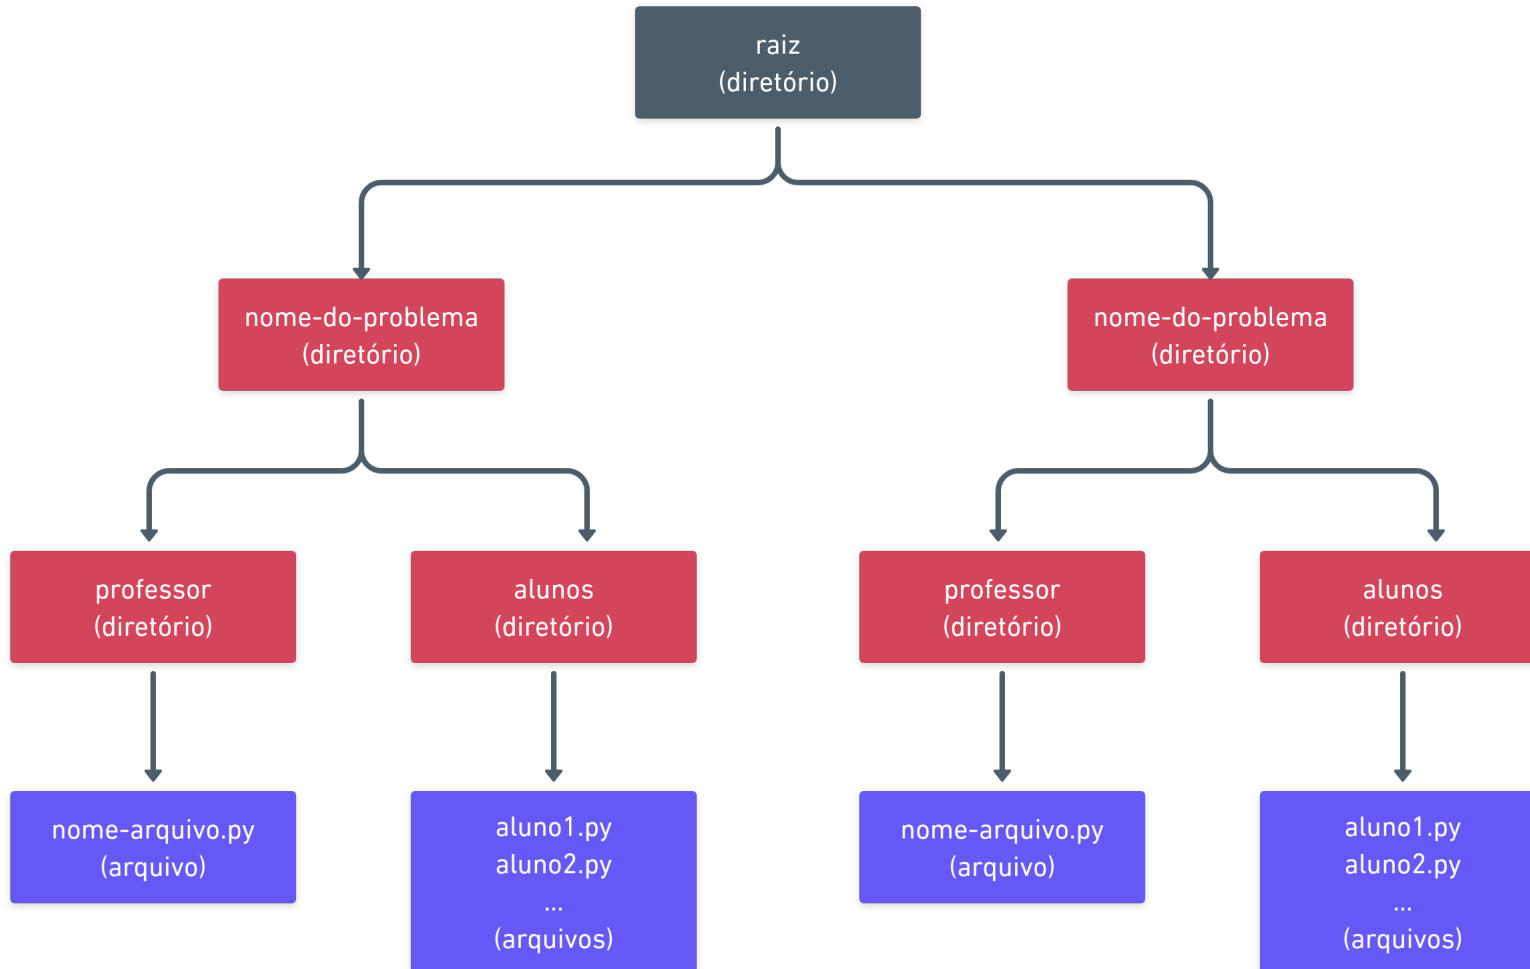 raiz
(diretório)
nome-do-problema
(diretório)
nome-do-problema
(diretório)
professor
(diretório)
alunos
(diretório)
professor
(diretório)
alunos
(diretório)
nome-arquivo.py
(arquivo)
aluno1.py
aluno2.py
...
(arquivos)
nome-arquivo.py
(arquivo)
aluno1.py
aluno2.py
...
(arquivos)